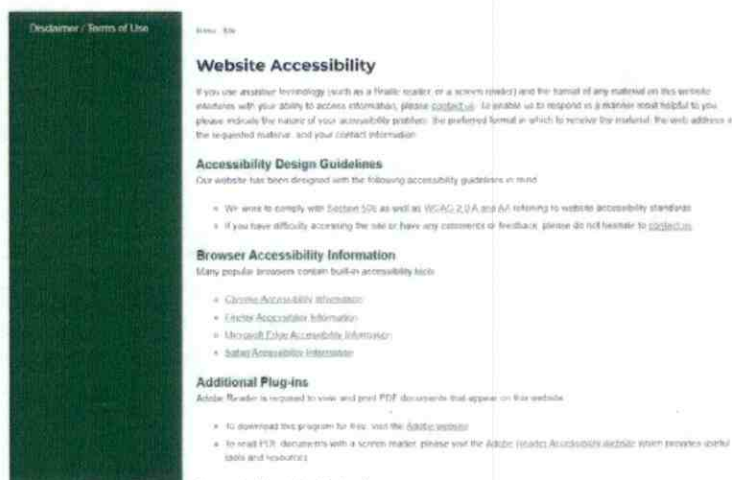 Disclaimer / Terms of Use
Home
Website Accessibility
If you use assistive technology (such as a Braille reader, or a screen reader) and the format of any material on this website
interferes with your ability to access information, please contact us. To enable us to respond in a manner most helpful to you
please indicate the nature of your accessibility problem, the preferred format in which to receive the material, the web address
the requested material, and your contact information
Accessibility Design Guidelines
Our website has been designed with the following accessibility guidelines in mind
We work to comply with Section 508 as well as WCAG 2.0 A and AA referring to website accessibility standards
If you have difficulty accessing the site or have any comments or feedback, please do not hesitate to contact us
Browser Accessibility Information
Many popular browsers contain built-in accessibility tools
Chrome Accessibility Information
Firefox Accessibility Information
Microsoft Edge Accessibility Information
Safari Accessibility Information
Additional Plug-ins
Adobe Reader is required to view and print PDF documents that appear on this website
To download this program for free, visit the Adobe website
To read PDF documents with a screen reader, please visit the Adobe Reader Accessibility website which provides useful
tools and resources